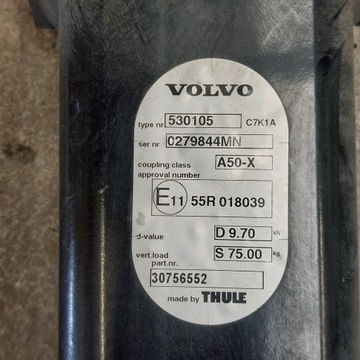 VOLVO
type nr 530105 C7K1A
ser nr 0279844MN
coupling class A50-X
approval number
E11 55R 018039
d-value D 9.70 kN
vert.load S 75.00 kg
part.nr.
30756552
made by THULE